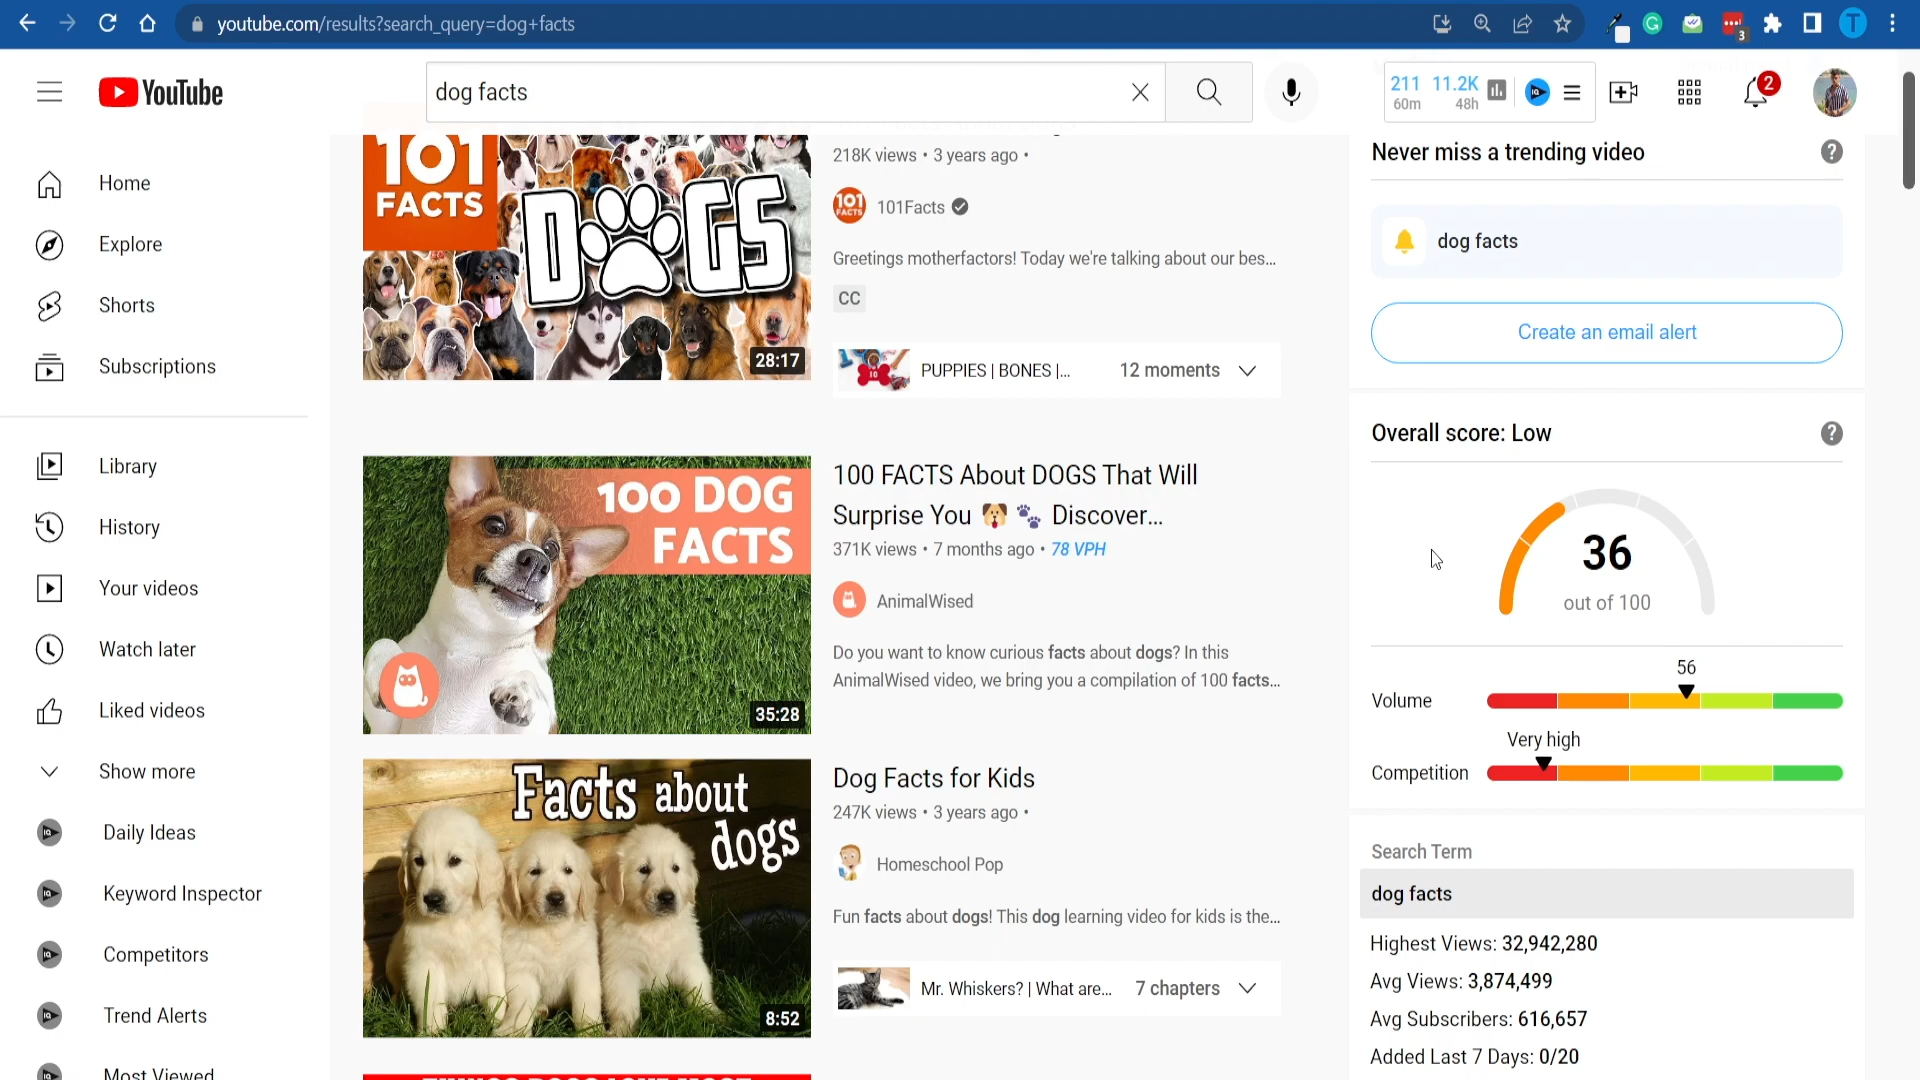 youtube.com/results?search_query=dog+facts
3
T
YouTube
dog facts
211 11.2K
60m 48h
IQ
2
Home
Explore
Shorts
Subscriptions
Library
History
Your videos
Watch later
Liked videos
Show more
Daily Ideas
Keyword Inspector
Competitors
Trend Alerts
Most Viewed
101
FACTS
DOGS
28:17
218K views • 3 years ago •
101
FACTS
101Facts
Greetings motherfactors! Today we're talking about our bes...
CC
PUPPIES | BONES |...
12 moments
100 DOG
FACTS
35:28
100 FACTS About DOGS That Will
Surprise You 🐶 🐾 Discover...
371K views • 7 months ago • 78 VPH
AnimalWised
Do you want to know curious facts about dogs? In this
AnimalWised video, we bring you a compilation of 100 facts...
Facts about
dogs
8:52
Dog Facts for Kids
247K views • 3 years ago •
Homeschool Pop
Fun facts about dogs! This dog learning video for kids is the...
Mr. Whiskers? | What are...
7 chapters
Never miss a trending video
?
dog facts
Create an email alert
Overall score: Low
?
36
out of 100
56
Volume
Very high
Competition
Search Term
dog facts
Highest Views: 32,942,280
Avg Views: 3,874,499
Avg Subscribers: 616,657
Added Last 7 Days: 0/20